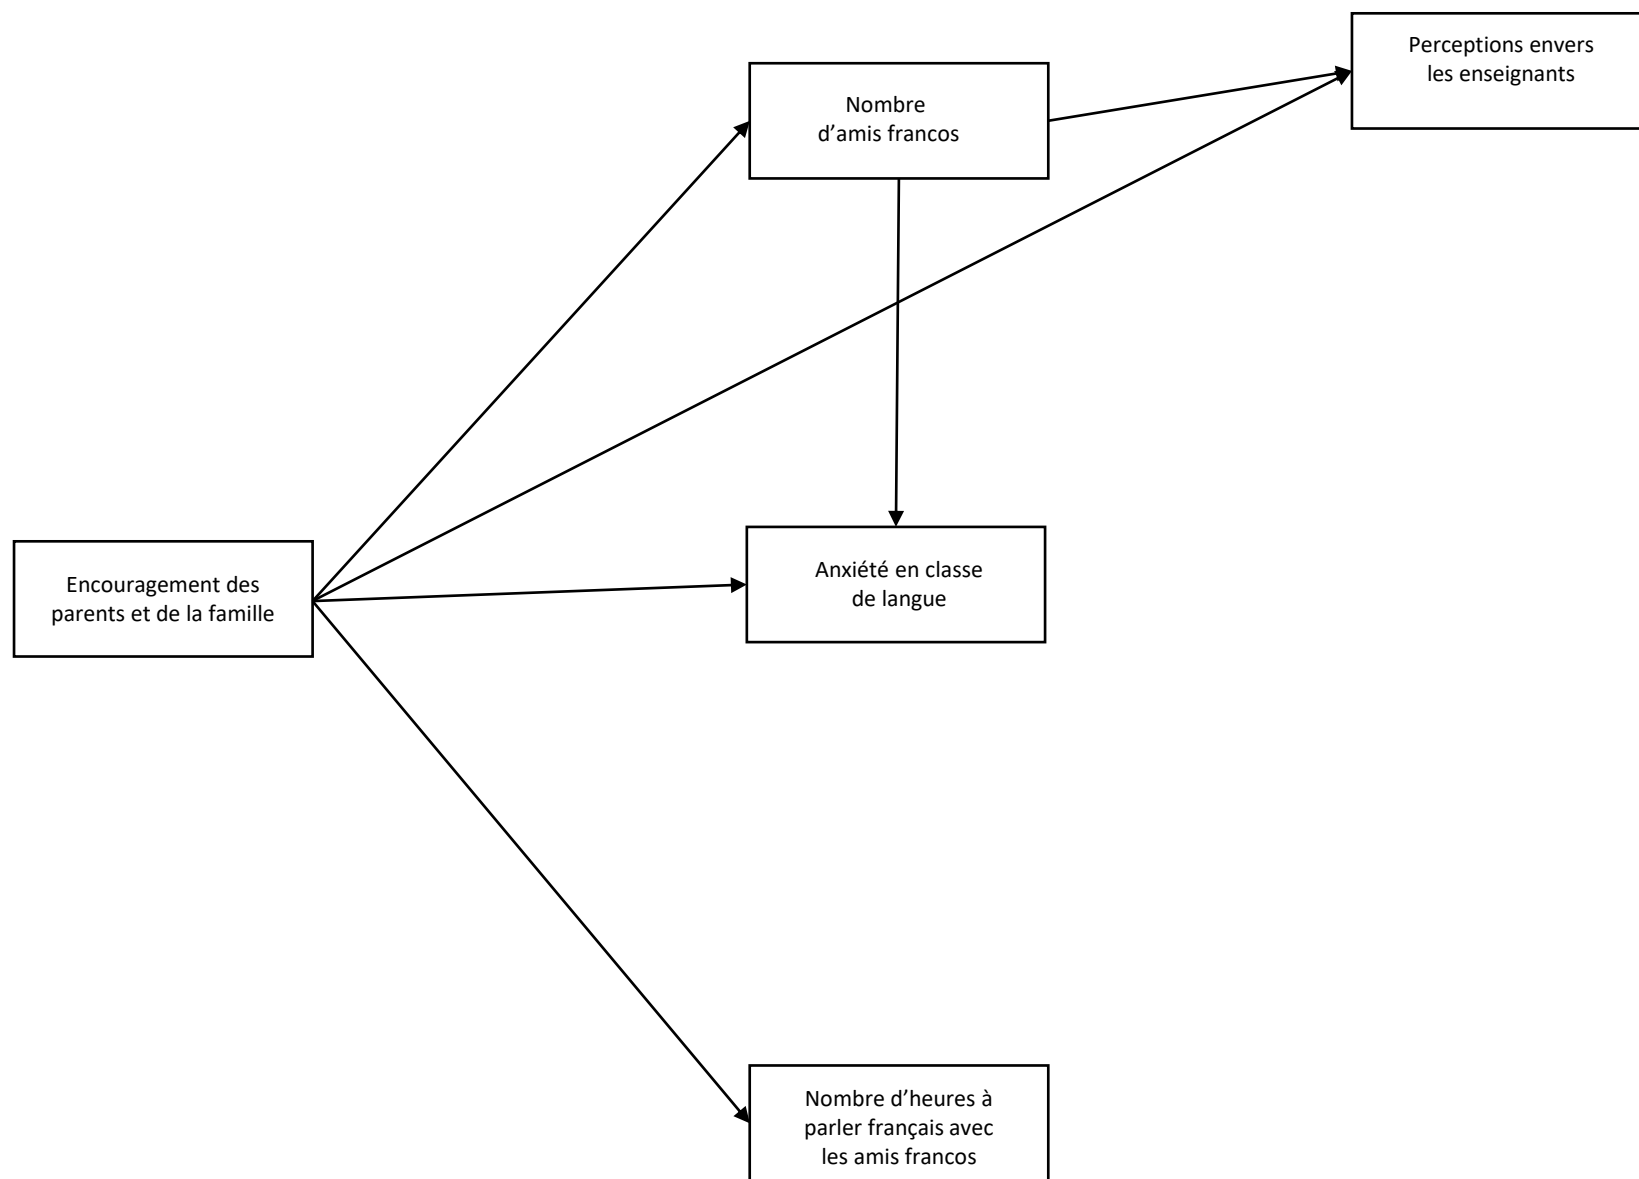 Perceptions envers
les enseignants
Nombre
d’amis francos
Anxiété en classe
de langue
Encouragement des
parents et de la famille
Nombre d’heures à
parler français avec
les amis francos